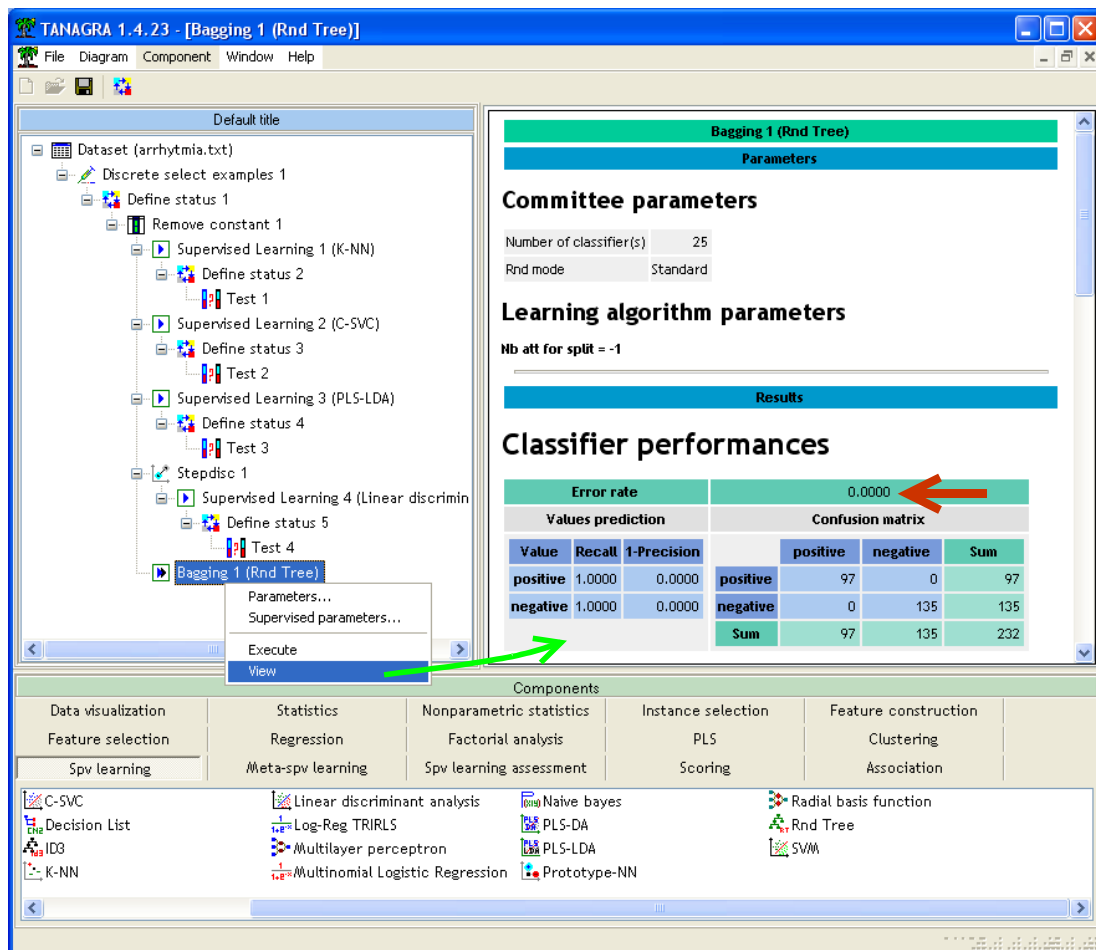 TANAGRA 1.4.23 - [Bagging 1 (Rnd Tree)]
File Diagram Component Window Help
Default title
Dataset (arrhytmia.txt)
Discrete select examples 1
Define status 1
Remove constant 1
Supervised Learning 1 (K-NN)
Define status 2
Test 1
Supervised Learning 2 (C-SVC)
Define status 3
Test 2
Supervised Learning 3 (PLS-LDA)
Define status 4
Test 3
Stepdisc 1
Supervised Learning 4 (Linear discrimin
Define status 5
Test 4
Bagging 1 (Rnd Tree)
Parameters...
Supervised parameters...
Execute
View
Bagging 1 (Rnd Tree)
Parameters
Committee parameters
Number of classifier(s) 25
Rnd mode Standard
Learning algorithm parameters
Nb att for split = -1
Results
Classifier performances
Error rate 0.0000
Values prediction Confusion matrix
Value Recall 1-Precision positive negative Sum
positive 1.0000 0.0000 positive 97 0 97
negative 1.0000 0.0000 negative 0 135 135
Sum 97 135 232
Components
Data visualization Statistics Nonparametric statistics Instance selection Feature construction
Feature selection Regression Factorial analysis PLS Clustering
Spv learning Meta-spv learning Spv learning assessment Scoring Association
C-SVC Linear discriminant analysis Naive bayes Radial basis function
Decision List Log-Reg TRIRLS PLS-DA Rnd Tree
ID3 Multilayer perceptron PLS-LDA SVM
K-NN Multinomial Logistic Regression Prototype-NN